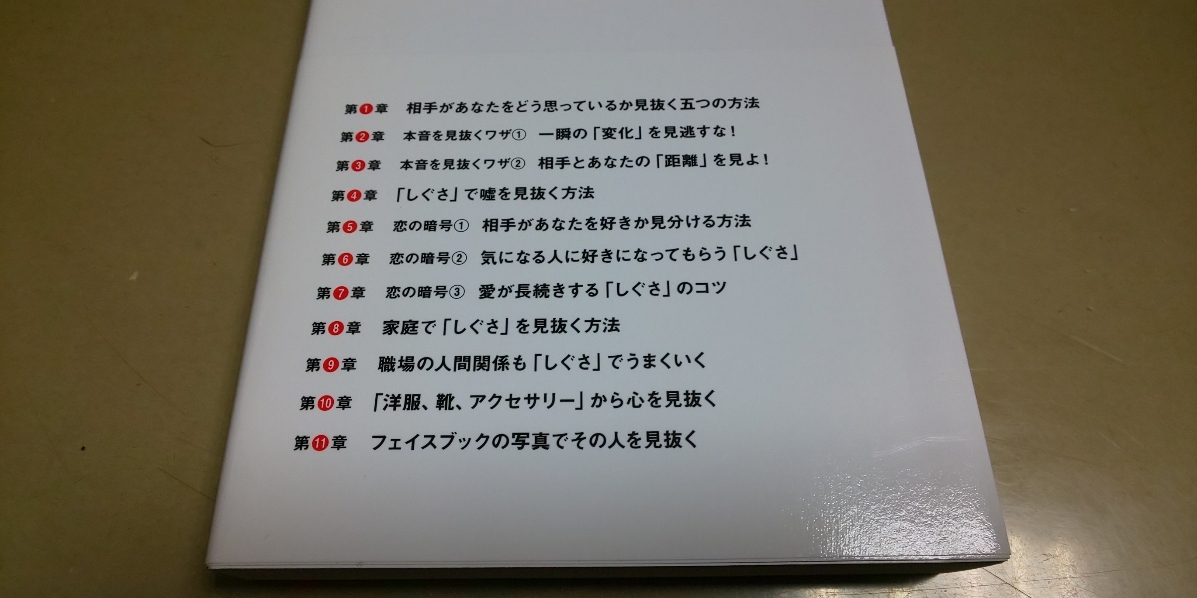 第1章 相手があなたをどう思っているか見抜く五つの方法
第2章 本音を見抜くワザ① 一瞬の「変化」を見逃すな!
第3章 本音を見抜くワザ② 相手とあなたの「距離」を見よ!
第4章 「しぐさ」で嘘を見抜く方法
第5章 恋の暗号① 相手があなたを好きか見分ける方法
第6章 恋の暗号② 気になる人に好きになってもらう「しぐさ」
第7章 恋の暗号③ 愛が長続きする「しぐさ」のコツ
第8章 家庭で「しぐさ」を見抜く方法
第9章 職場の人間関係も「しぐさ」でうまくいく
第10章 「洋服、靴、アクセサリー」から心を見抜く
第11章 フェイスブックの写真でその人を見抜く